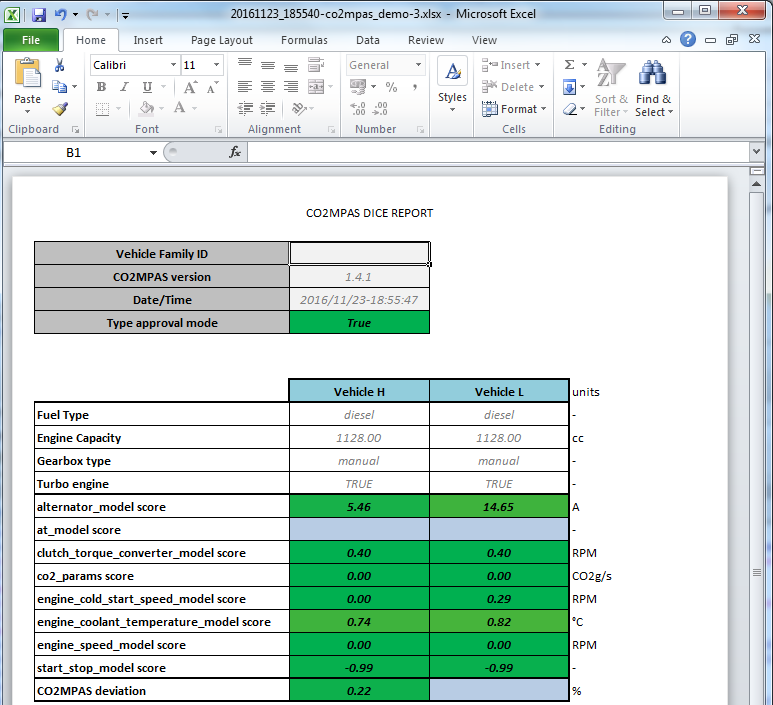 20161123_185540-co2mpas_demo-3.xlsx - Microsoft Excel
File Home Insert Page Layout Formulas Data Review View
Paste Calibri 11 A A General Styles Insert Σ
B I U A % , Delete Sort & Filter Find & Select
.00 .00 Format
Clipboard Font Alignment Number Cells Editing
B1 fx
CO2MPAS DICE REPORT
Vehicle Family ID
CO2MPAS version 1.4.1
Date/Time 2016/11/23-18:55:47
Type approval mode True
Vehicle H Vehicle L units
Fuel Type diesel diesel -
Engine Capacity 1128.00 1128.00 cc
Gearbox type manual manual -
Turbo engine TRUE TRUE -
alternator_model score 5.46 14.65 A
at_model score -
clutch_torque_converter_model score 0.40 0.40 RPM
co2_params score 0.00 0.00 CO2g/s
engine_cold_start_speed_model score 0.00 0.29 RPM
engine_coolant_temperature_model score 0.74 0.82 °C
engine_speed_model score 0.00 0.00 RPM
start_stop_model score -0.99 -0.99 -
CO2MPAS deviation 0.22 %